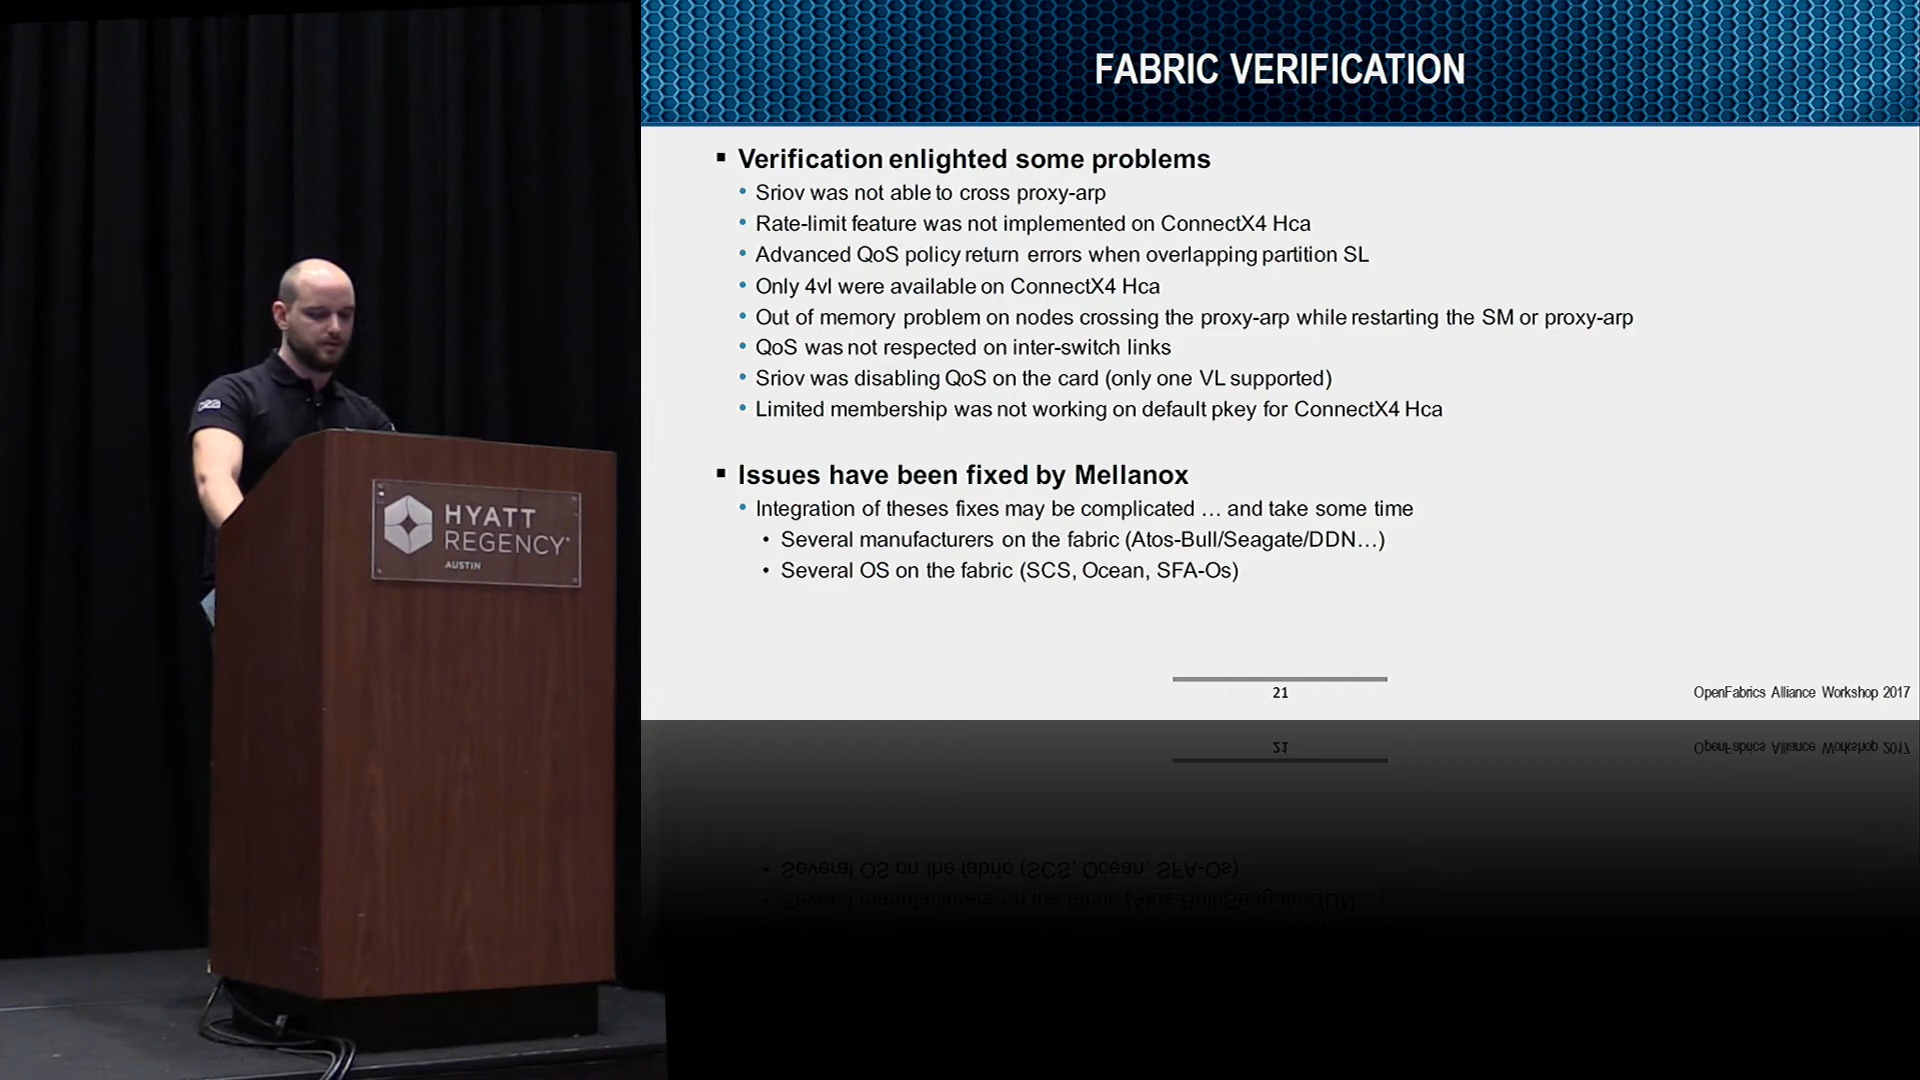 FABRIC VERIFICATION
Verification enlighted some problems
Sriov was not able to cross proxy-arp
Rate-limit feature was not implemented on ConnectX4 Hca
Advanced QoS policy return errors when overlapping partition SL
Only 4vl were available on ConnectX4 Hca
Out of memory problem on nodes crossing the proxy-arp while restarting the SM or proxy-arp
QoS was not respected on inter-switch links
Sriov was disabling QoS on the card (only one VL supported)
Limited membership was not working on default pkey for ConnectX4 Hca
Issues have been fixed by Mellanox
Integration of theses fixes may be complicated … and take some time
Several manufacturers on the fabric (Atos-Bull/Seagate/DDN…)
Several OS on the fabric (SCS, Ocean, SFA-Os)
21
OpenFabrics Alliance Workshop 2017
cea
HYATT
REGENCY
AUSTIN